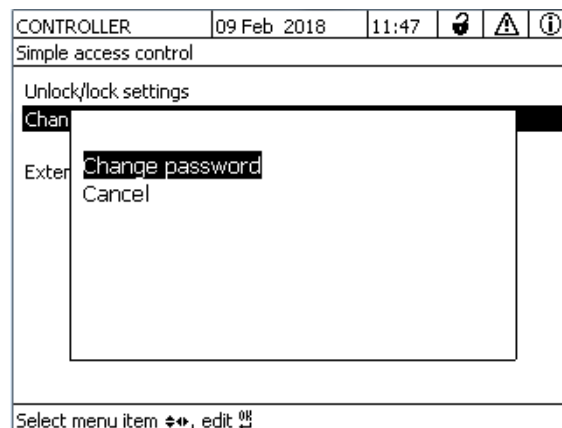 CONTROLLER 09 Feb 2018 11:47
Simple access control
Unlock/lock settings
Chan
Exter
Change password
Cancel
Select menu item , edit OK